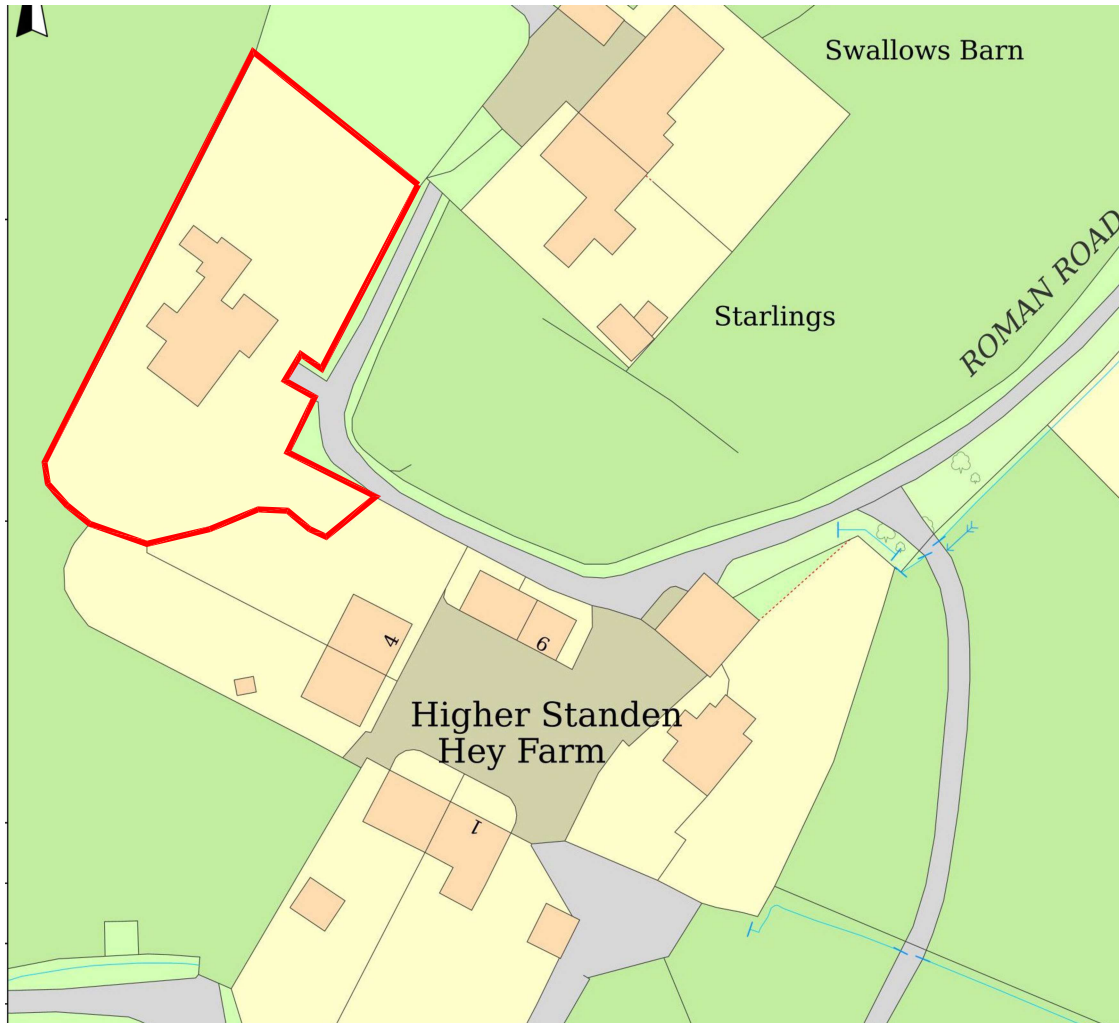 Swallows Barn
Starlings
ROMAN ROAD
4
6
Higher Standen
Hey Farm
1